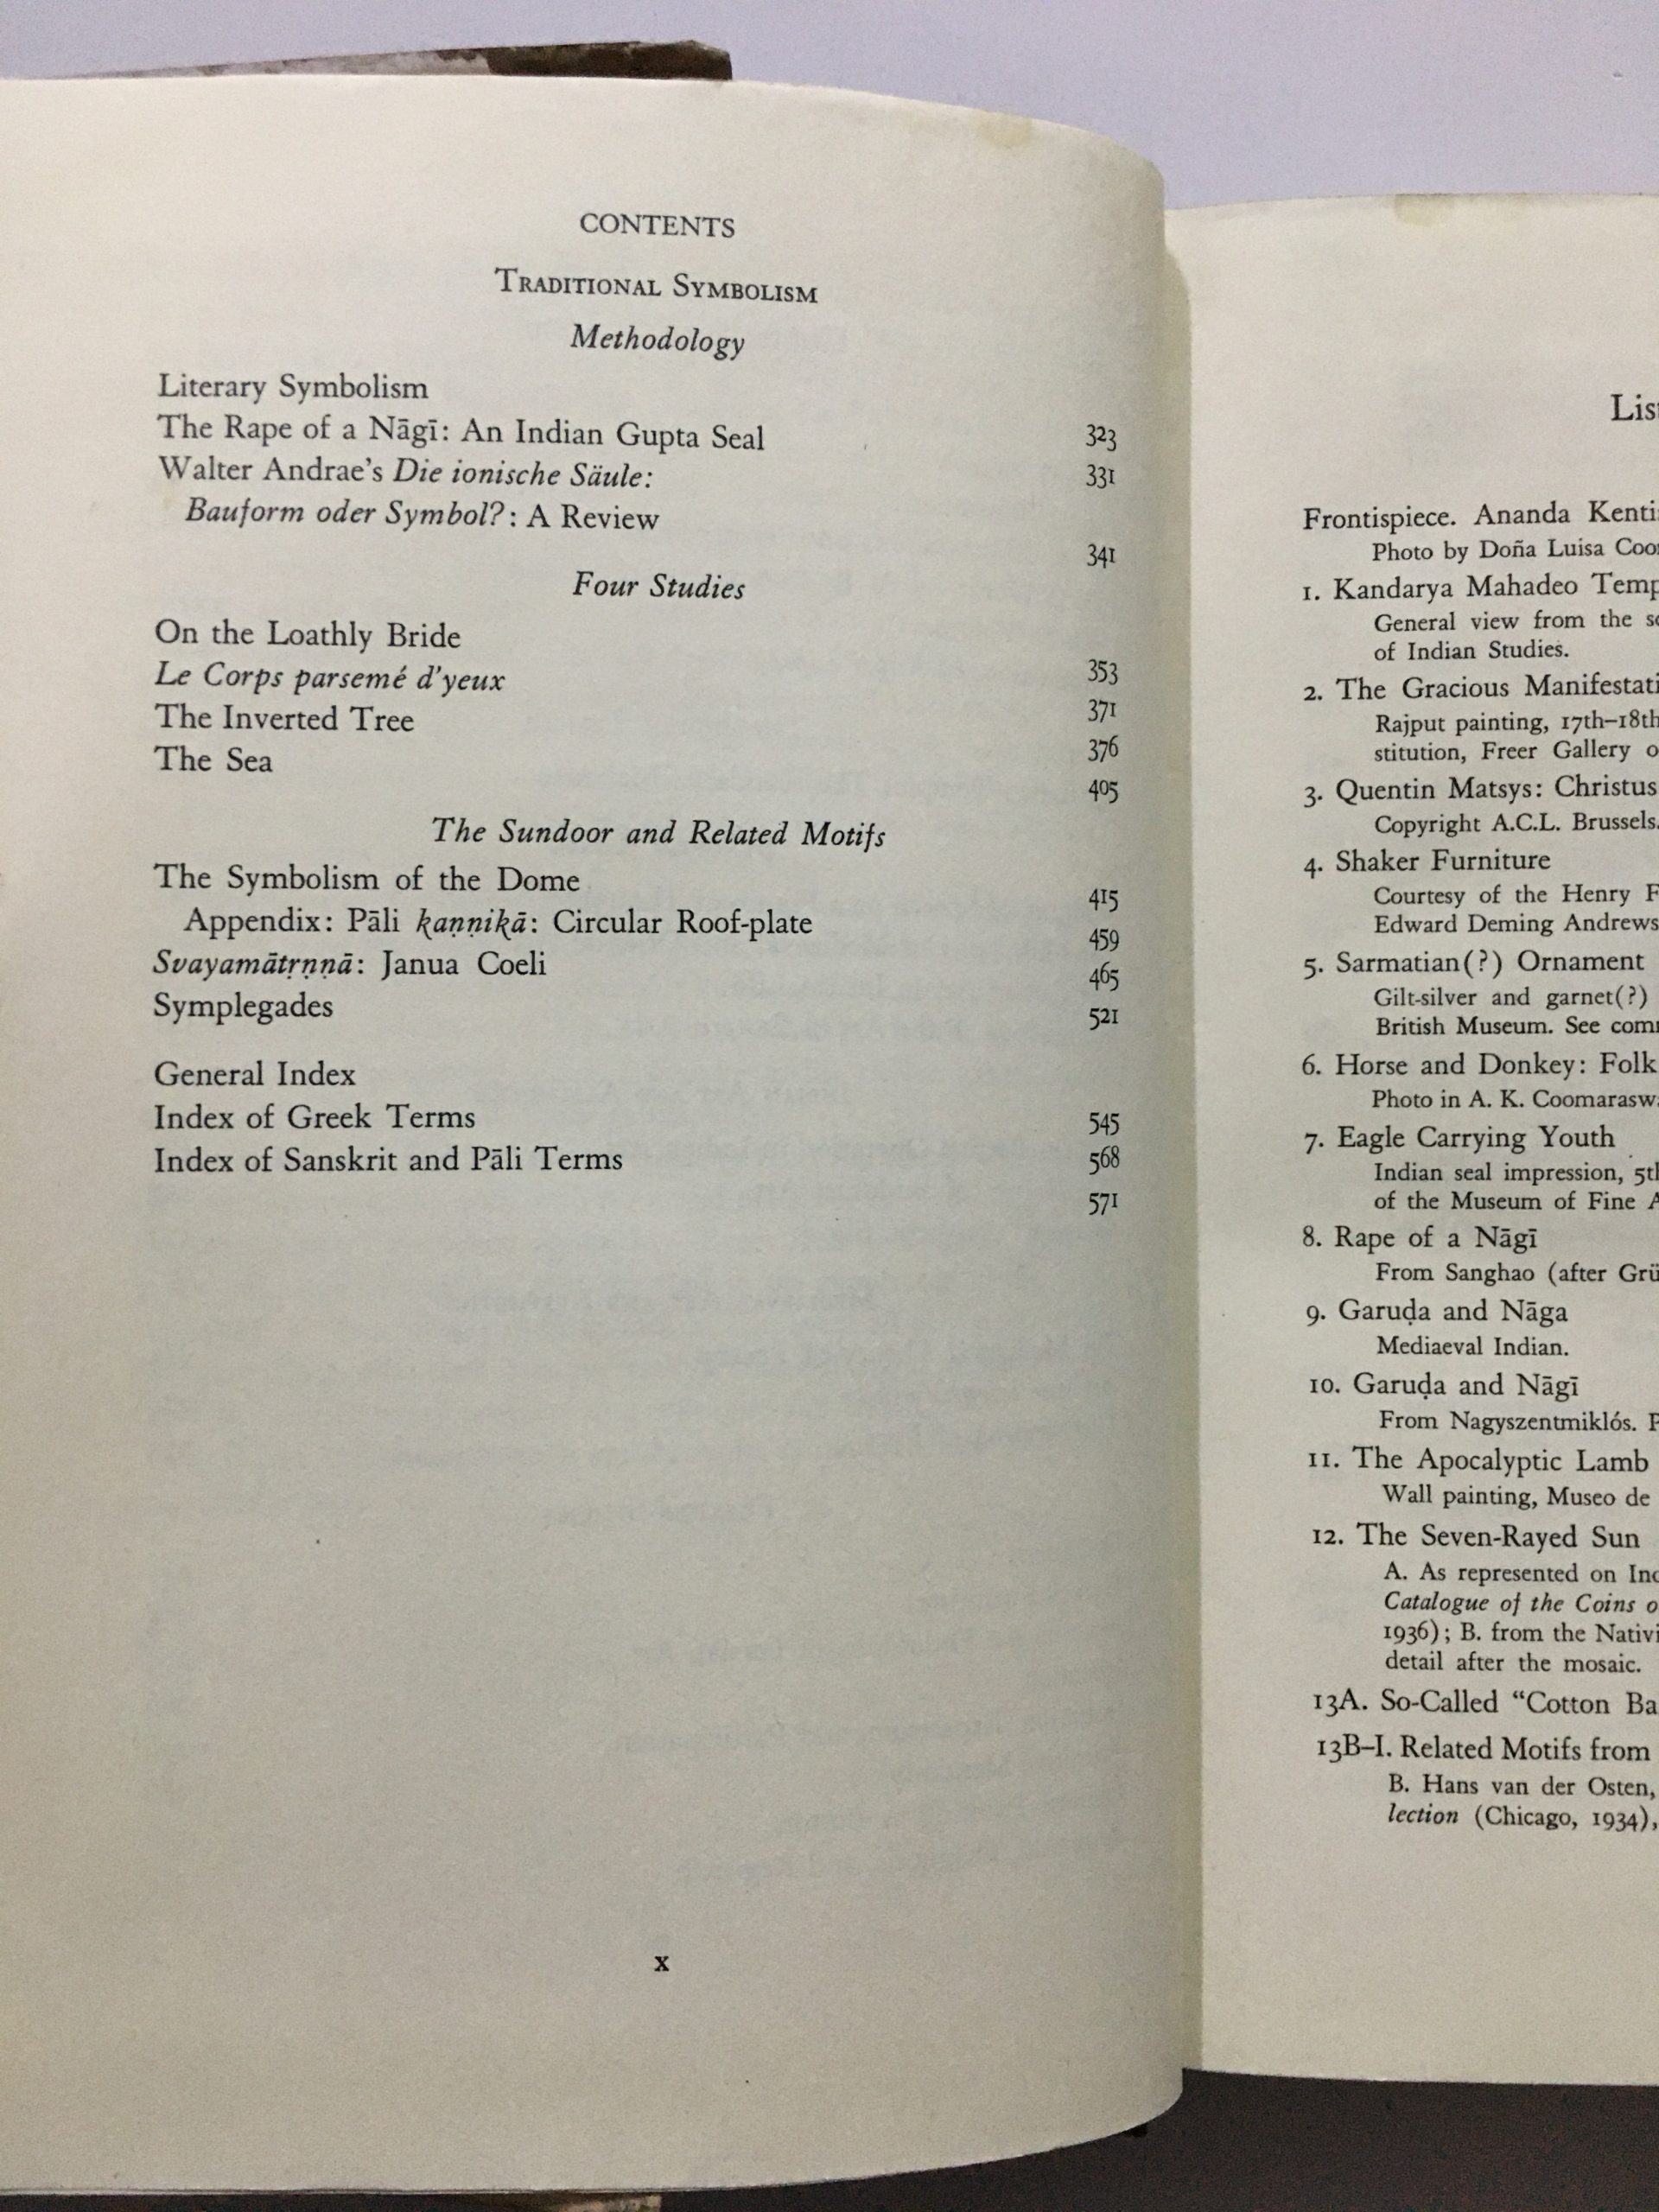 CONTENTS
TRADITIONAL SYMBOLISM
Methodology
Literary Symbolism 323
The Rape of a Nāgī: An Indian Gupta Seal 331
Walter Andrae's Die ionische Säule:
Bauform oder Symbol?: A Review 341
Four Studies
On the Loathly Bride 353
Le Corps parsemé d'yeux 371
The Inverted Tree 376
The Sea 405
The Sundoor and Related Motifs
The Symbolism of the Dome 415
Appendix: Pāli kaṇṇikā: Circular Roof-plate 459
Svayamātṛṇṇā: Janua Coeli 465
Symplegades 521
General Index 545
Index of Greek Terms 568
Index of Sanskrit and Pāli Terms 571
x
Frontispiece. Ananda
Photo by Doña Luisa
1. Kandarya Mahadeo
General view from the
of Indian Studies.
2. The Gracious
Rajput painting, 17th–18th
stitution, Freer Gallery
3. Quentin Matsys: Christus
Copyright A.C.L. Brussels.
4. Shaker Furniture
Courtesy of the Henry
Edward Deming Andrews
5. Sarmatian(?) Ornament
Gilt-silver and garnet(?)
British Museum. See
6. Horse and Donkey: Folk
Photo in A. K.
7. Eagle Carrying Youth
Indian seal impression,
of the Museum of Fine
8. Rape of a Nāgī
From Sanghao (after
9. Garuḍa and Nāga
Mediaeval Indian.
10. Garuḍa and Nāgī
From Nagyszentmiklós.
11. The Apocalyptic Lamb
Wall painting, Museo de
12. The Seven-Rayed Sun
A. As represented on
Catalogue of the Coins
1936); B. from the
detail after the mosaic.
13A. So-Called "Cotton
13B–I. Related Motifs from
B. Hans van der Osten,
lection (Chicago, 1934),